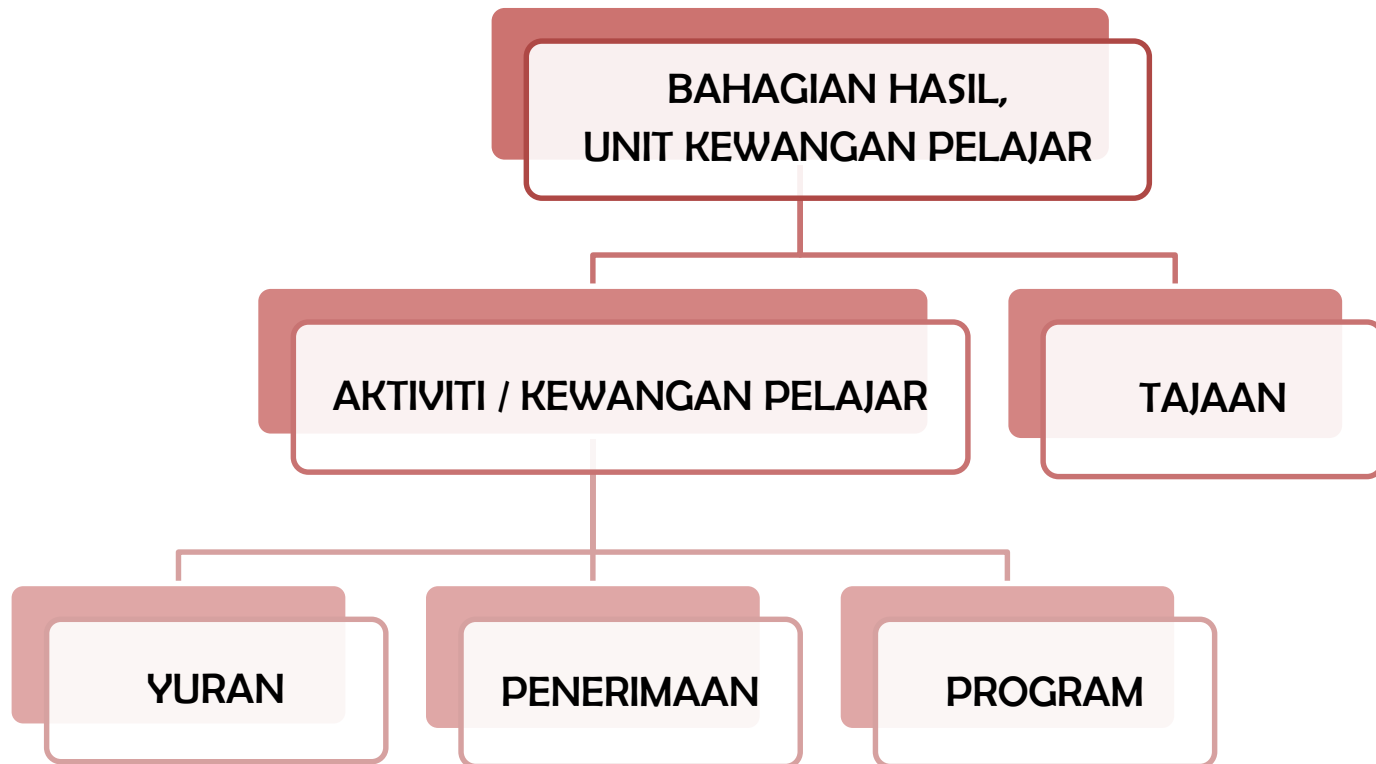 BAHAGIAN HASIL,
UNIT KEWANGAN PELAJAR
AKTIVITI / KEWANGAN PELAJAR
TAJAAN
YURAN
PENERIMAAN
PROGRAM